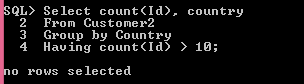 SQL> Select count(Id), country
2 From Customer2
3 Group by Country
4 Having count(Id) > 10;
no rows selected